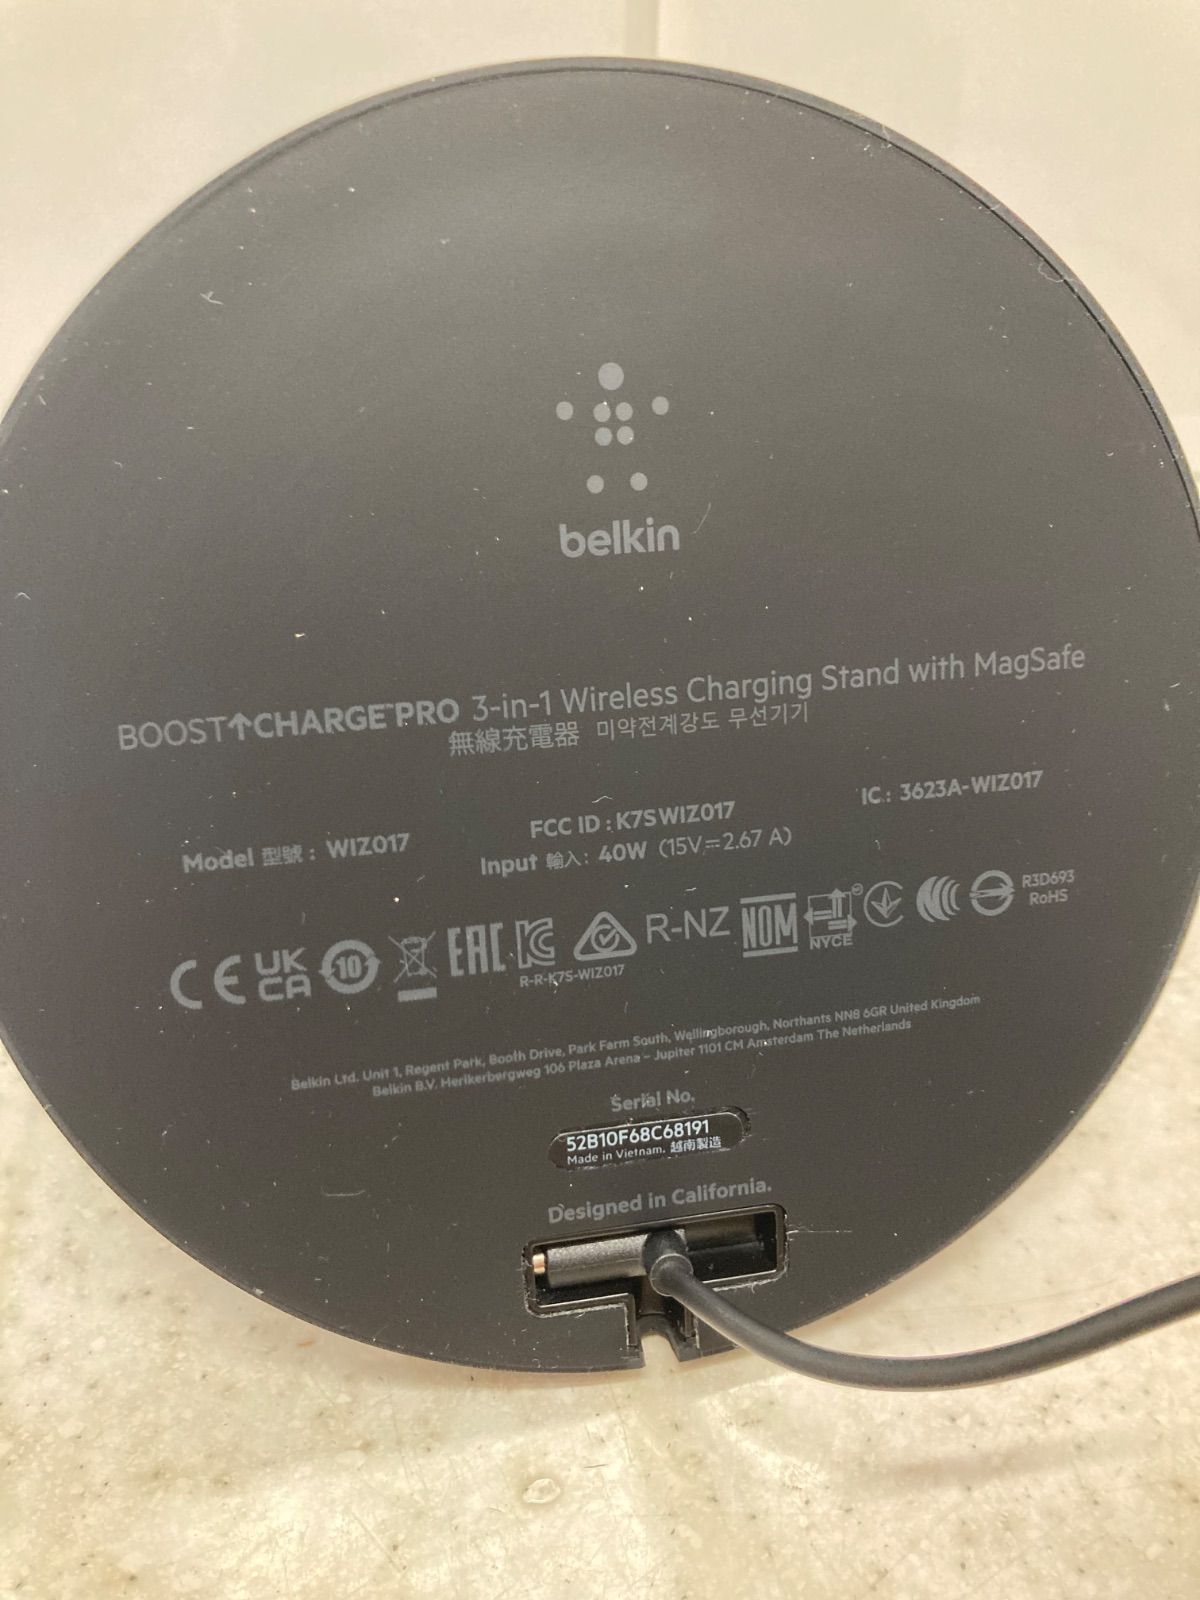 belkin
BOOST↑CHARGE™PRO 3-in-1 Wireless Charging Stand with MagSafe
無線充電器 미약전계강도 무선기기
Model 型號 : WIZ017
FCC ID : K7SWIZ017
IC : 3623A-WIZ017
Input 輸入: 40W (15V⎓2.67 A)
CE UK CA 10 EAC KC R-NZ NOM NYCE R3D693
RoHS
R-R-K7S-WIZ017
Belkin Ltd. Unit 1, Regent Park, Booth Drive, Park Farm South, Wellingborough, Northants NN8 6GR United Kingdom
Belkin B.V. Herikerbergweg 106 Plaza Arena – Jupiter 1101 CM Amsterdam The Netherlands
Serial No.
52B10F68C68191
Made in Vietnam. 越南製造
Designed in California.